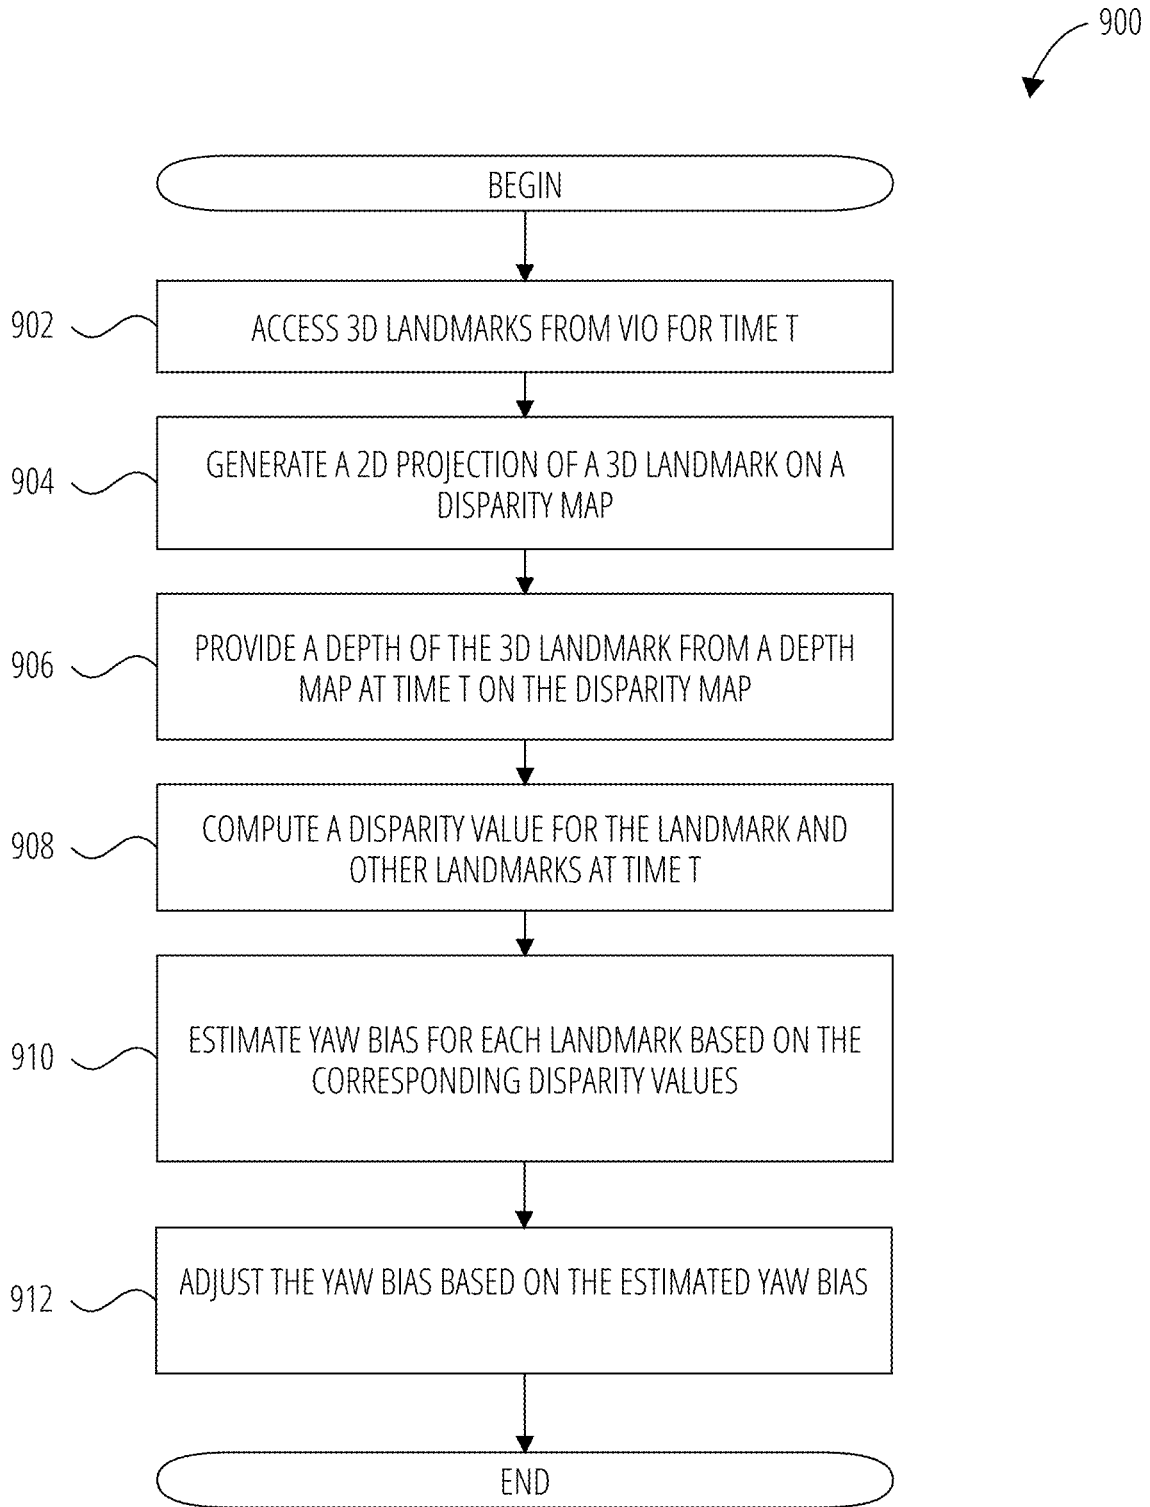 900
BEGIN
902
ACCESS 3D LANDMARKS FROM VIO FOR TIME T
904
GENERATE A 2D PROJECTION OF A 3D LANDMARK ON A
DISPARITY MAP
906
PROVIDE A DEPTH OF THE 3D LANDMARK FROM A DEPTH
MAP AT TIME T ON THE DISPARITY MAP
908
COMPUTE A DISPARITY VALUE FOR THE LANDMARK AND
OTHER LANDMARKS AT TIME T
910
ESTIMATE YAW BIAS FOR EACH LANDMARK BASED ON THE
CORRESPONDING DISPARITY VALUES
912
ADJUST THE YAW BIAS BASED ON THE ESTIMATED YAW BIAS
END